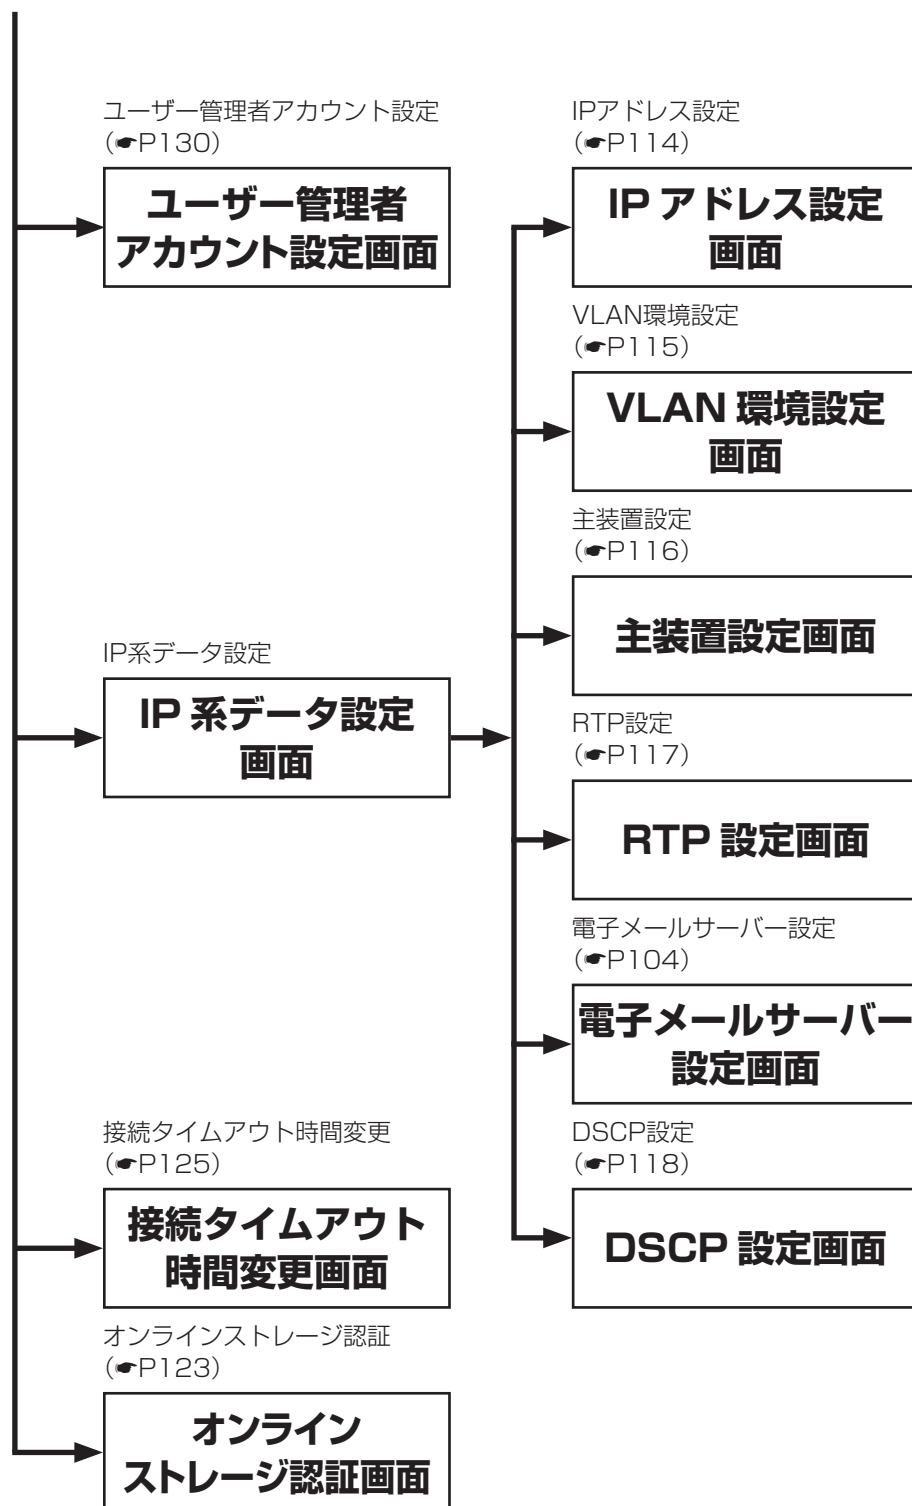 ユーザー管理者アカウント設定
(☛P130)
ユーザー管理者
アカウント設定画面
IP系データ設定
IP 系データ設定
画面
IPアドレス設定
(☛P114)
IP アドレス設定
画面
VLAN環境設定
(☛P115)
VLAN 環境設定
画面
主装置設定
(☛P116)
主装置設定画面
RTP設定
(☛P117)
RTP 設定画面
電子メールサーバー設定
(☛P104)
電子メールサーバー
設定画面
DSCP設定
(☛P118)
DSCP 設定画面
接続タイムアウト時間変更
(☛P125)
接続タイムアウト
時間変更画面
オンラインストレージ認証
(☛P123)
オンライン
ストレージ認証画面